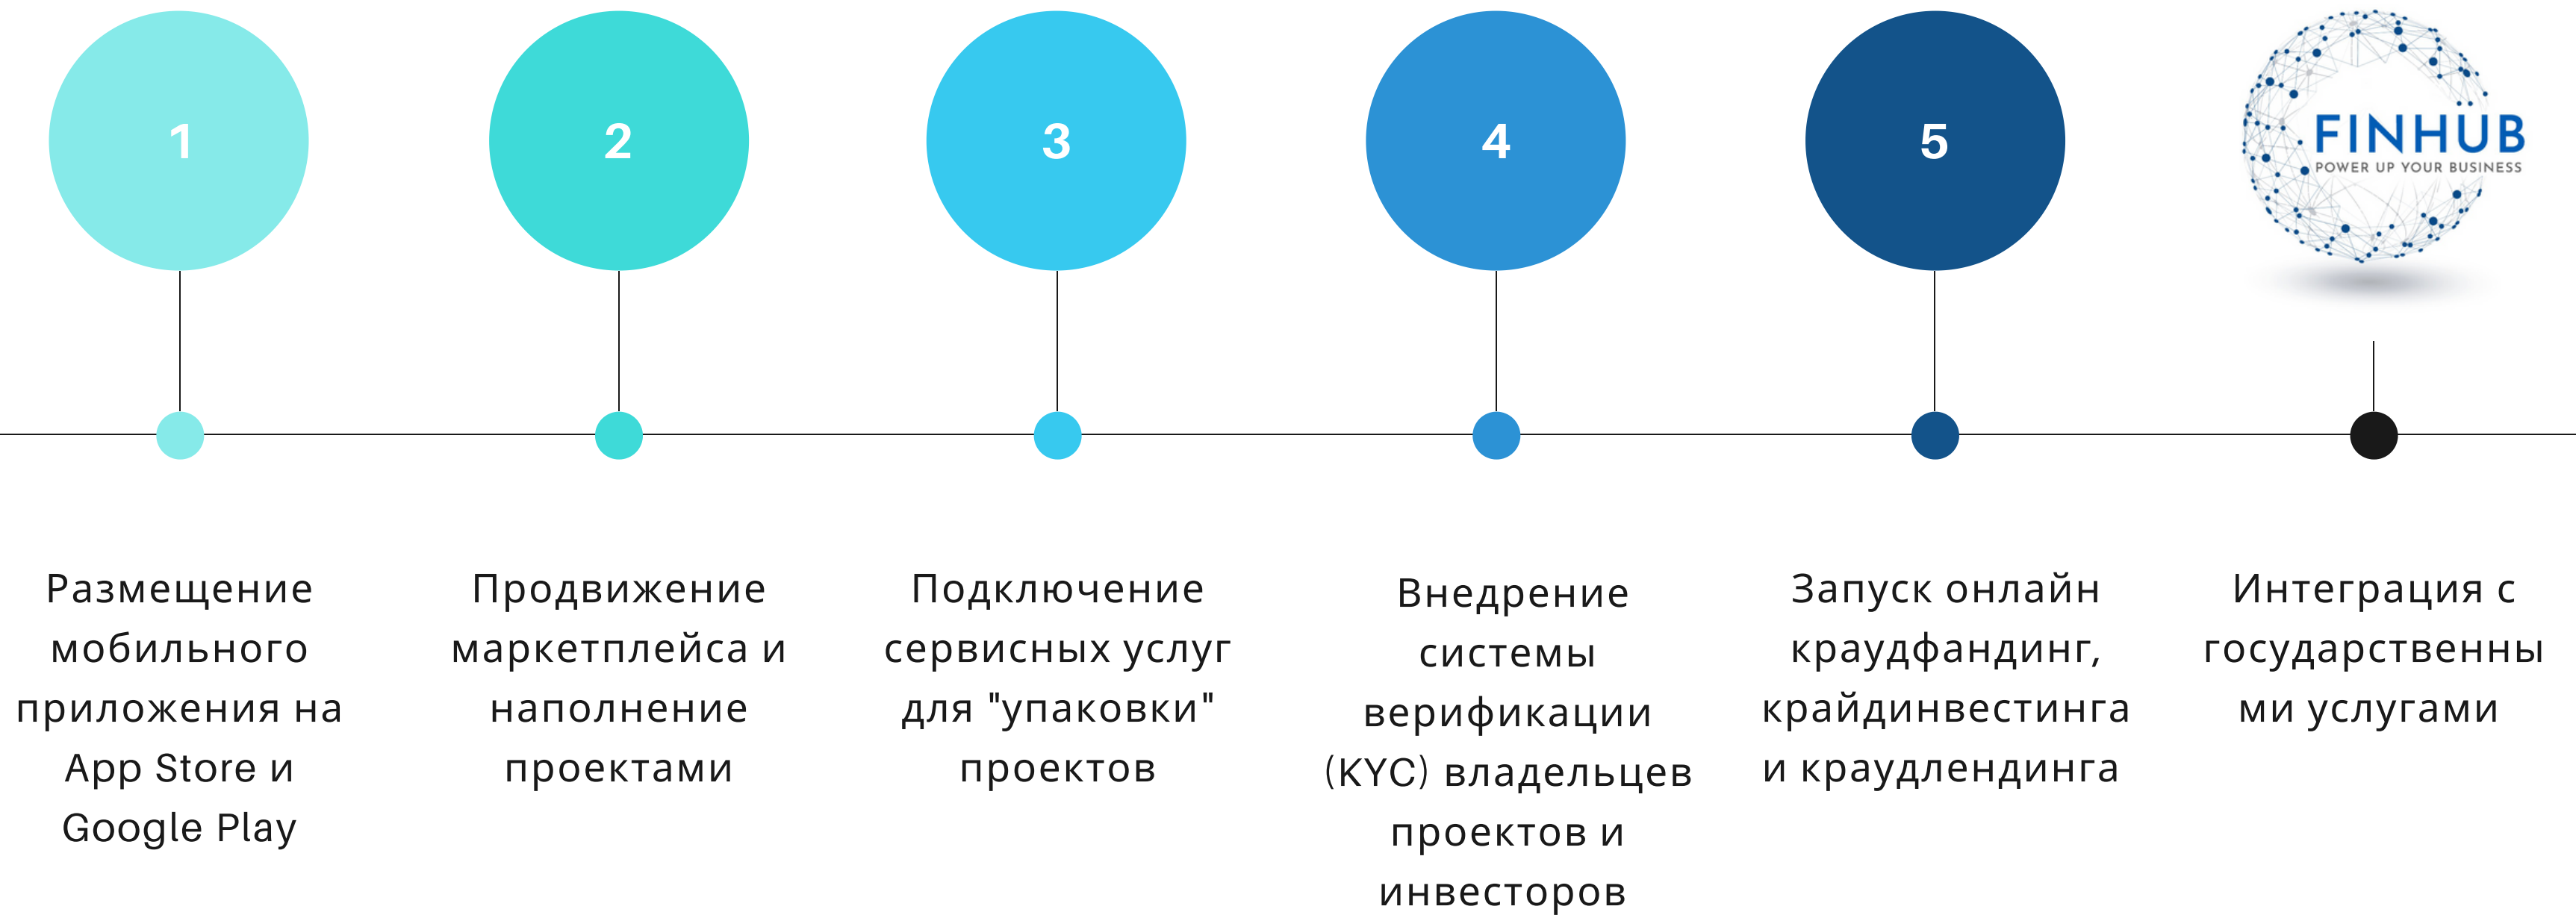 1
2
3
4
5
FINHUB
POWER UP YOUR BUSINESS
Размещение
мобильного
приложения на
App Store и
Google Play
Продвижение
маркетплейса и
наполнение
проектами
Подключение
сервисных услуг
для "упаковки"
проектов
Внедрение
системы
верификации
(KYC) владельцев
проектов и
инвесторов
Запуск онлайн
краудфандинг,
крайдинвестинга
и краудлендинга
Интеграция с
государственны
ми услугами